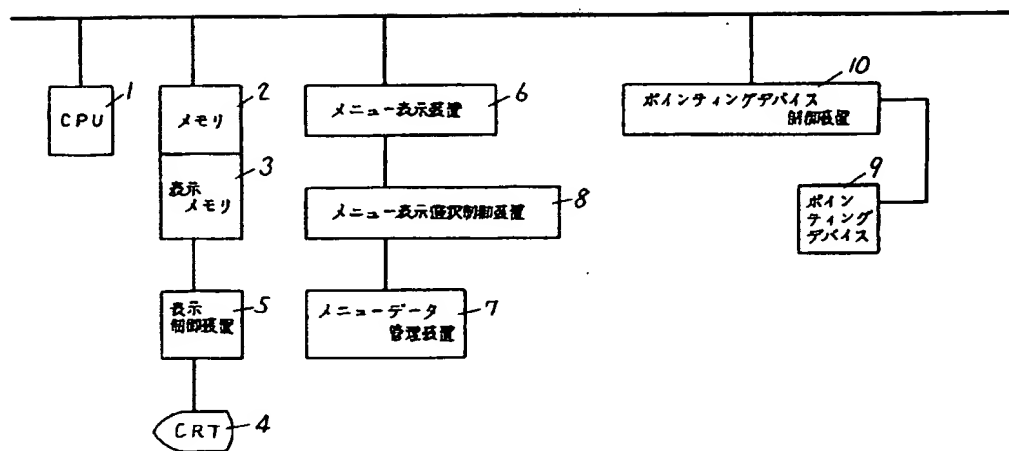 1
CPU
2
メモリ
3
表示
メモリ
5
表示
制御装置
4
CRT
6
メニュー表示装置
8
メニュー表示選択制御装置
7
メニューデータ
管理装置
10
ポインティングデバイス
制御装置
9
ポイン
ティング
デバイス